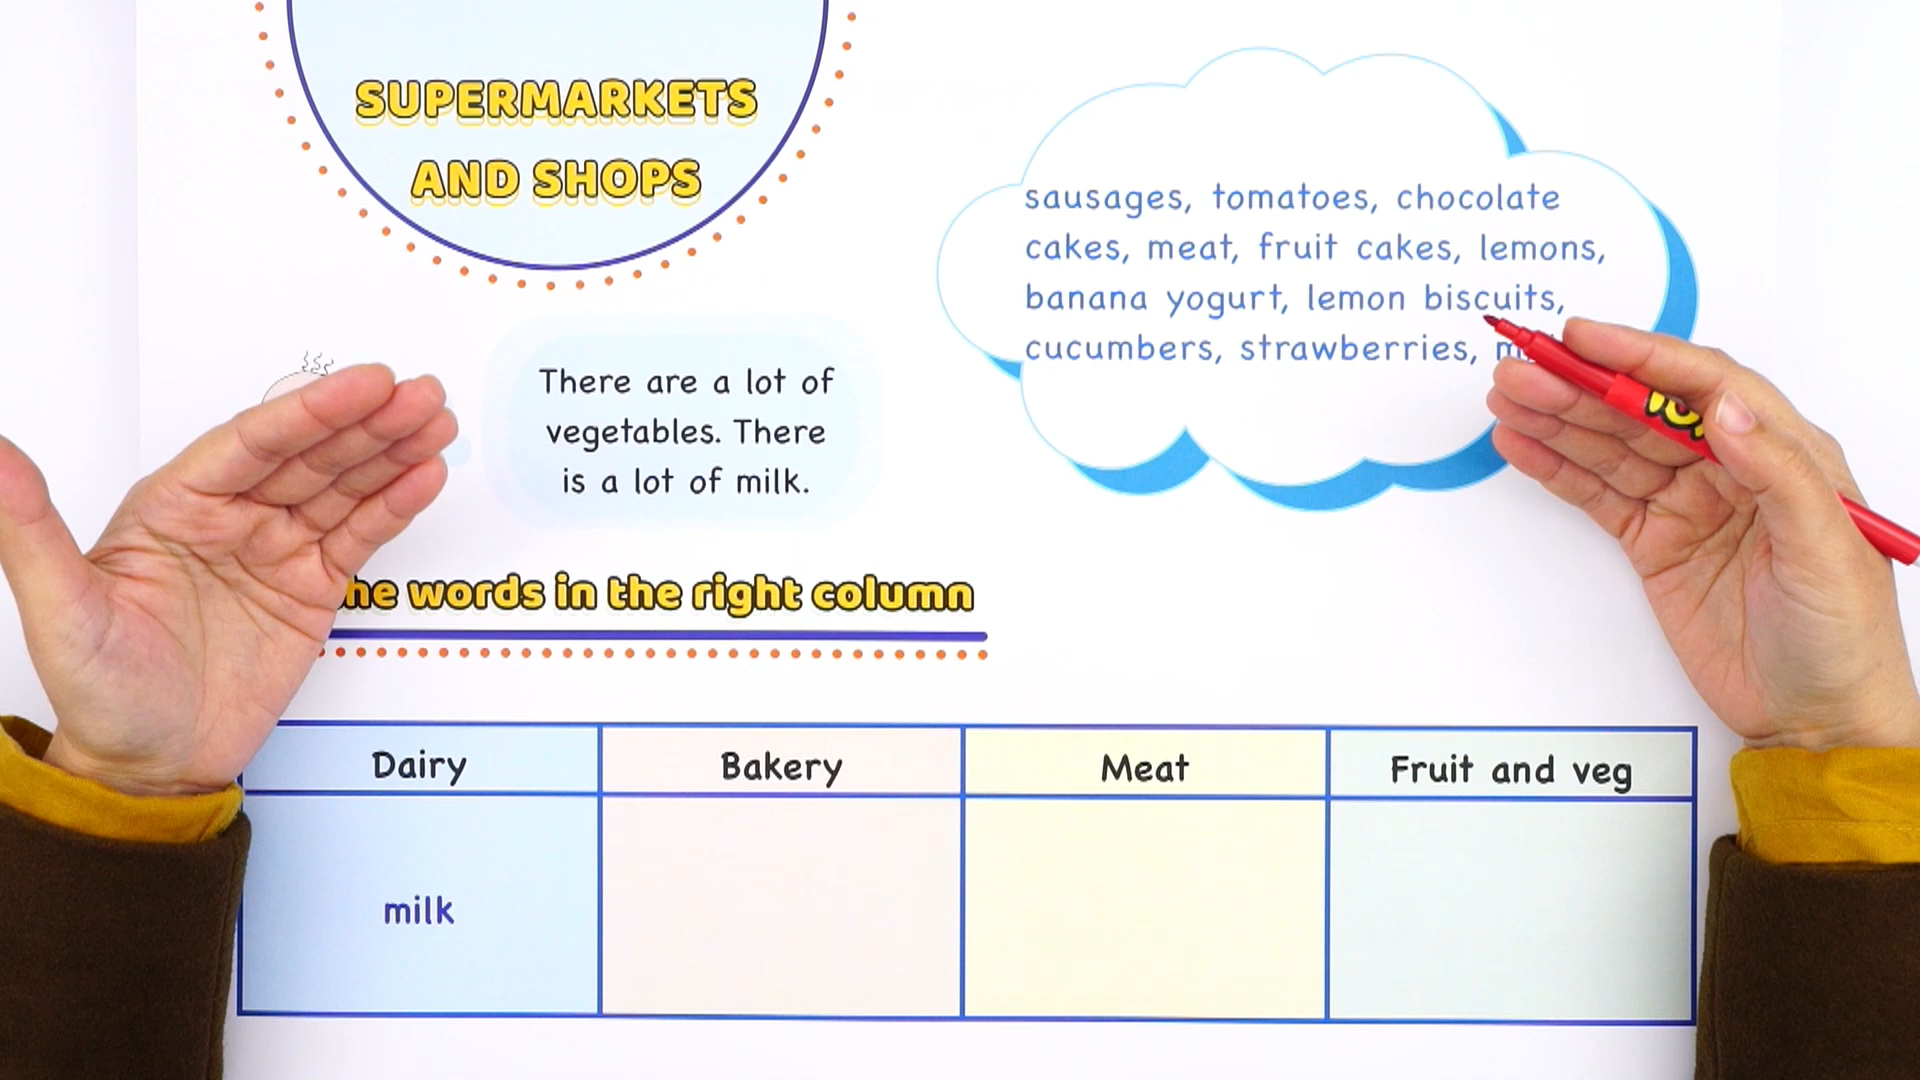 SUPERMARKETS
AND SHOPS
sausages, tomatoes, chocolate
cakes, meat, fruit cakes, lemons,
banana yogurt, lemon biscuits,
cucumbers, strawberries,
There are a lot of
vegetables. There
is a lot of milk.
words in the right column
Dairy Bakery Meat Fruit and veg
milk